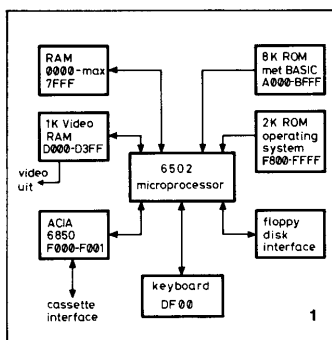 RAM
0000-max
7FFF
8K ROM
met BASIC
A000-BFFF
1K Video
RAM
D000-D3FF
2K ROM
operating
system
F800-FFFF
video
uit
6502
microprocessor
ACIA
6850
F000-F001
floppy
disk
interface
keyboard
DF00
cassette
interface
1